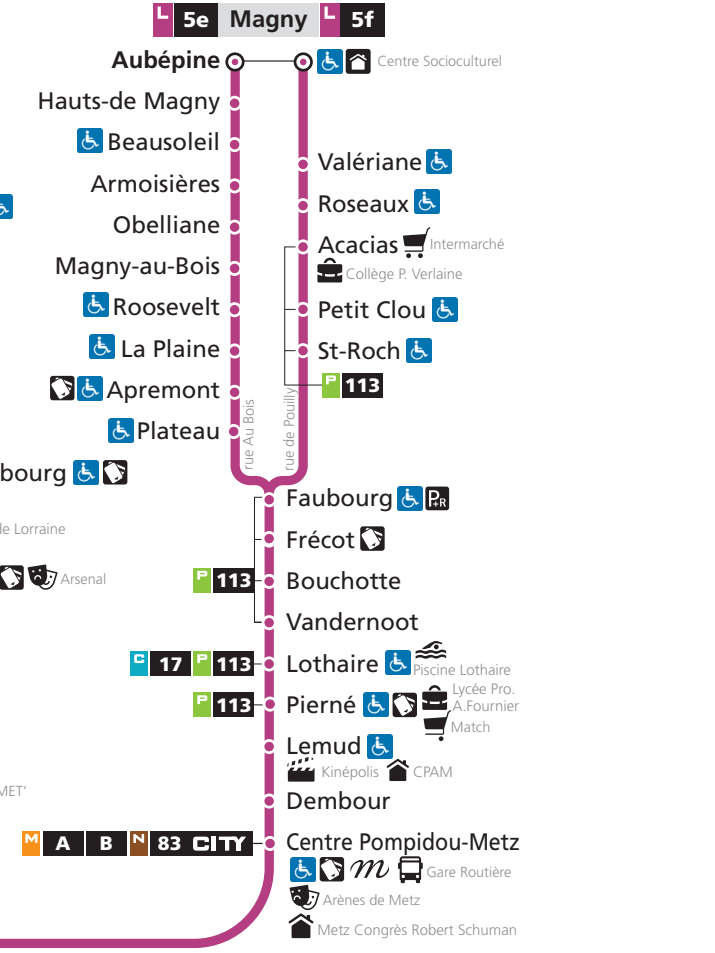 L 5e Magny L 5f
Aubépine
Centre Socioculturel
Hauts-de Magny
Beausoleil
Valériane
Armoisières
Roseaux
Obelliane
Acacias Intermarché
Magny-au-Bois
Collège P. Verlaine
Roosevelt
Petit Clou
La Plaine
St-Roch
Apremont
P 113
Plateau
rue Au Bois
rue de Pouilly
bourg
Faubourg P+R
de Lorraine
Frécot
Arsenal
P 113
Bouchotte
Vandernoot
C 17 P 113
Lothaire
Piscine Lothaire
P 113
Pierné
Lycée Pro.
A.Fournier
Match
Lemud
Kinépolis CPAM
MET’
Dembour
M A B N 83 CITY
Centre Pompidou-Metz
m Gare Routière
Arènes de Metz
Metz Congrès Robert Schuman